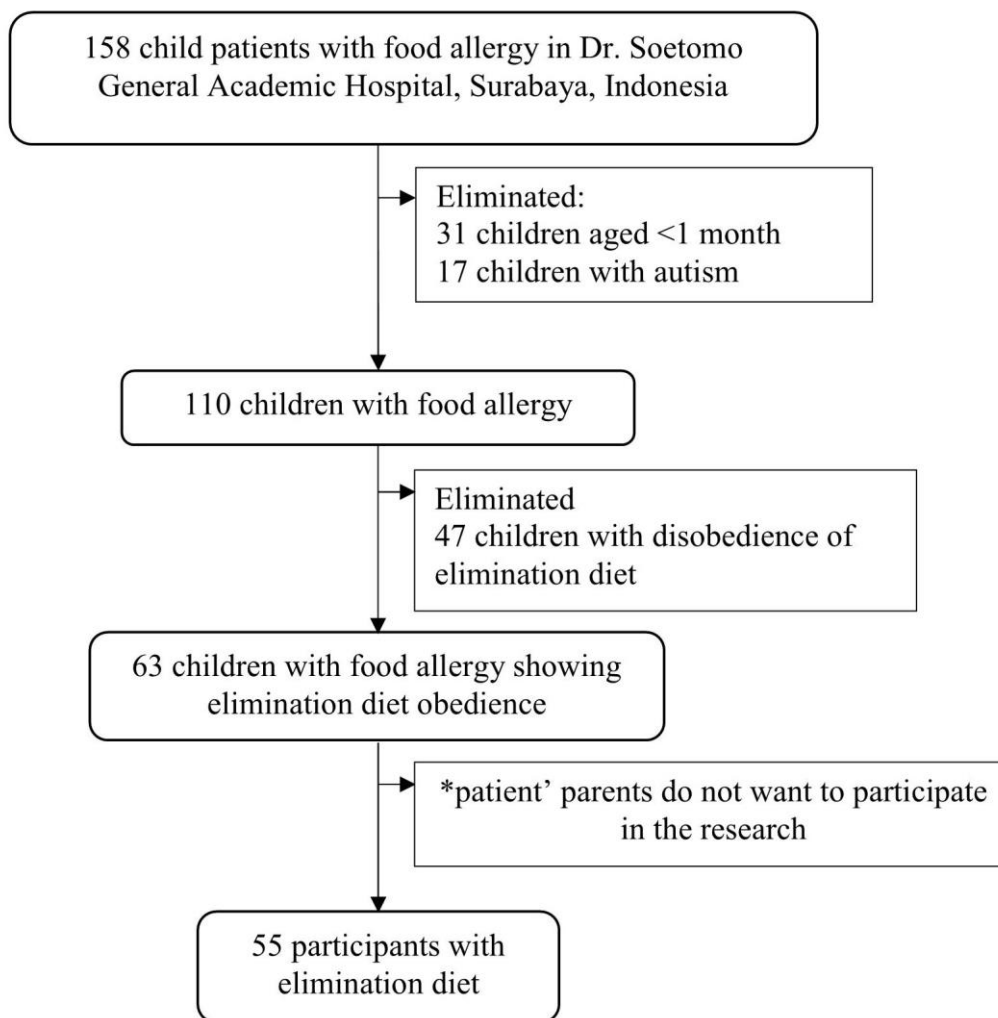 158 child patients with food allergy in Dr. Soetomo
General Academic Hospital, Surabaya, Indonesia
Eliminated:
31 children aged <1 month
17 children with autism
110 children with food allergy
Eliminated
47 children with disobedience of
elimination diet
63 children with food allergy showing
elimination diet obedience
*patient’ parents do not want to participate
in the research
55 participants with
elimination diet